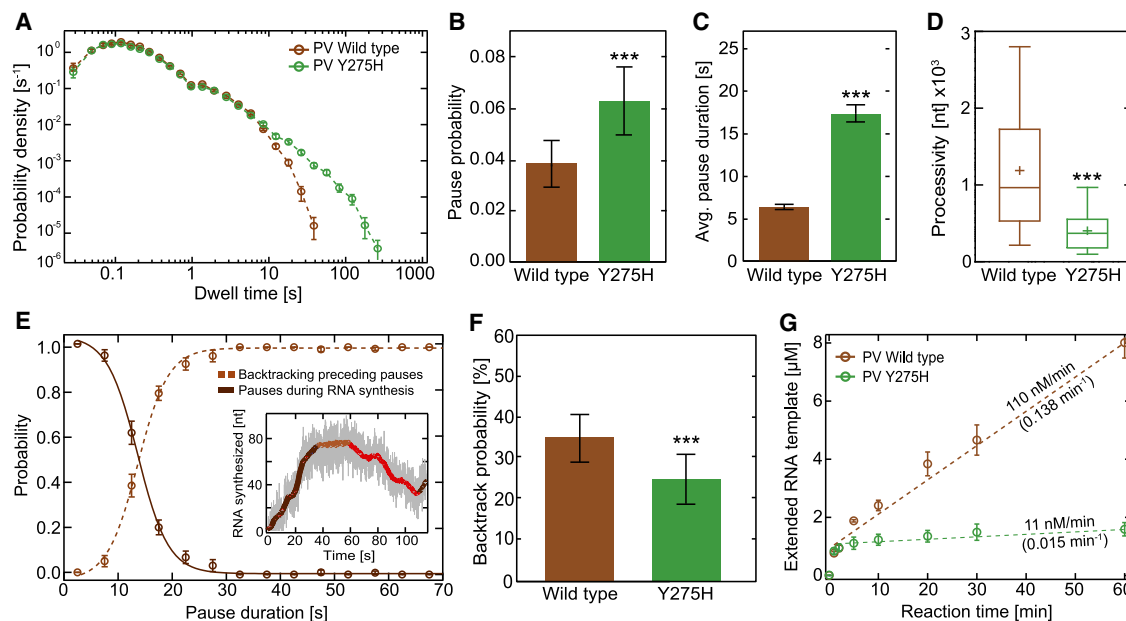 A
Probability density [s⁻¹]
10⁰
10⁻¹
10⁻²
10⁻³
10⁻⁴
10⁻⁵
10⁻⁶
PV Wild type
PV Y275H
0.1 1 10 100 1000
Dwell time [s]
B
Pause probability
0.08
0.06
0.04
0.02
0.00
***
Wild type Y275H
C
Avg. pause duration [s]
25
20
15
10
5
0
***
Wild type Y275H
D
Processivity [nt] x10³
3
2
1
0
***
Wild type Y275H
E
Probability
1.0
0.8
0.6
0.4
0.2
0.0
Backtracking preceding pauses
Pauses during RNA synthesis
RNA synthesized [nt]
80
40
0
0 20 40 60 80 100
Time [s]
0 10 20 30 40 50 60 70
Pause duration [s]
F
Backtrack probability [%]
60
50
40
30
20
10
0
***
Wild type Y275H
G
Extended RNA template [µM]
8
6
4
2
0
PV Wild type
PV Y275H
110 nM/min
(0.138 min⁻¹)
11 nM/min
(0.015 min⁻¹)
0 10 20 30 40 50 60
Reaction time [min]